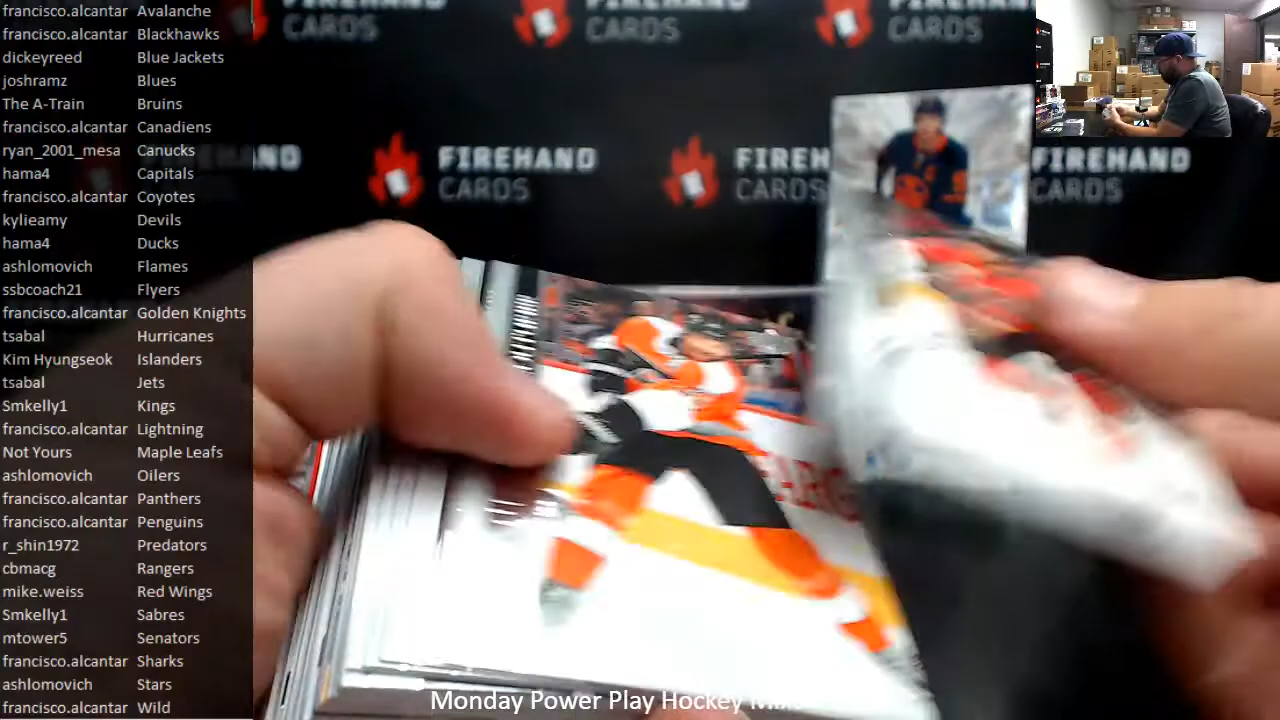 francisco.alcantar Avalanche
francisco.alcantar Blackhawks
dickeyreed Blue Jackets
joshramz Blues
The A-Train Bruins
francisco.alcantar Canadiens
ryan_2001_mesa Canucks
hama4 Capitals
francisco.alcantar Coyotes
kylieamy Devils
hama4 Ducks
ashlomovich Flames
ssbcoach21 Flyers
francisco.alcantar Golden Knights
tsabal Hurricanes
Kim Hyungseok Islanders
tsabal Jets
Smkelly1 Kings
francisco.alcantar Lightning
Not Yours Maple Leafs
ashlomovich Oilers
francisco.alcantar Panthers
francisco.alcantar Penguins
r_shin1972 Predators
cbmacg Rangers
mike.weiss Red Wings
Smkelly1 Sabres
mtower5 Senators
francisco.alcantar Sharks
ashlomovich Stars
francisco.alcantar Wild
CARDS
CARDS
CARDS
FIREHAND
CARDS
FIREHAND
CARDS
Monday Power Play Hockey